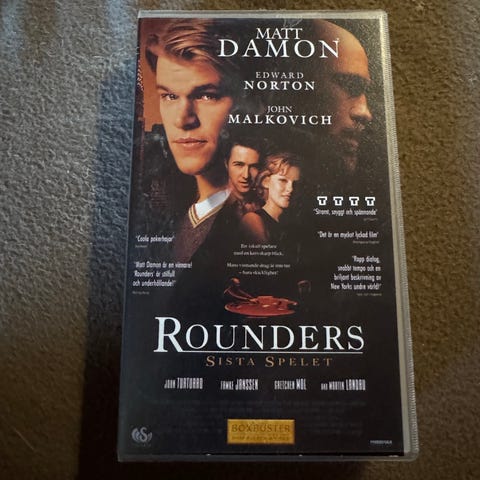 MATT
DAMON
EDWARD
NORTON
JOHN
MALKOVICH
T T T T
"Stramt, snyggt och spännande"
"Coola pokerhajar"
"Det är en mycket lyckad film"
"Matt Damon är en vinnare!
'Rounders' är stilfull
och underhållande!"
"Rapp dialog,
snabbt tempo och en
briljant beskrivning av
New Yorks undre värld!"
ROUNDERS
SISTA SPELET
JOHN TURTURRO FAMKE JANSSEN GRETCHEN MOL AND MARTIN LANDAU
BOXBUSTER